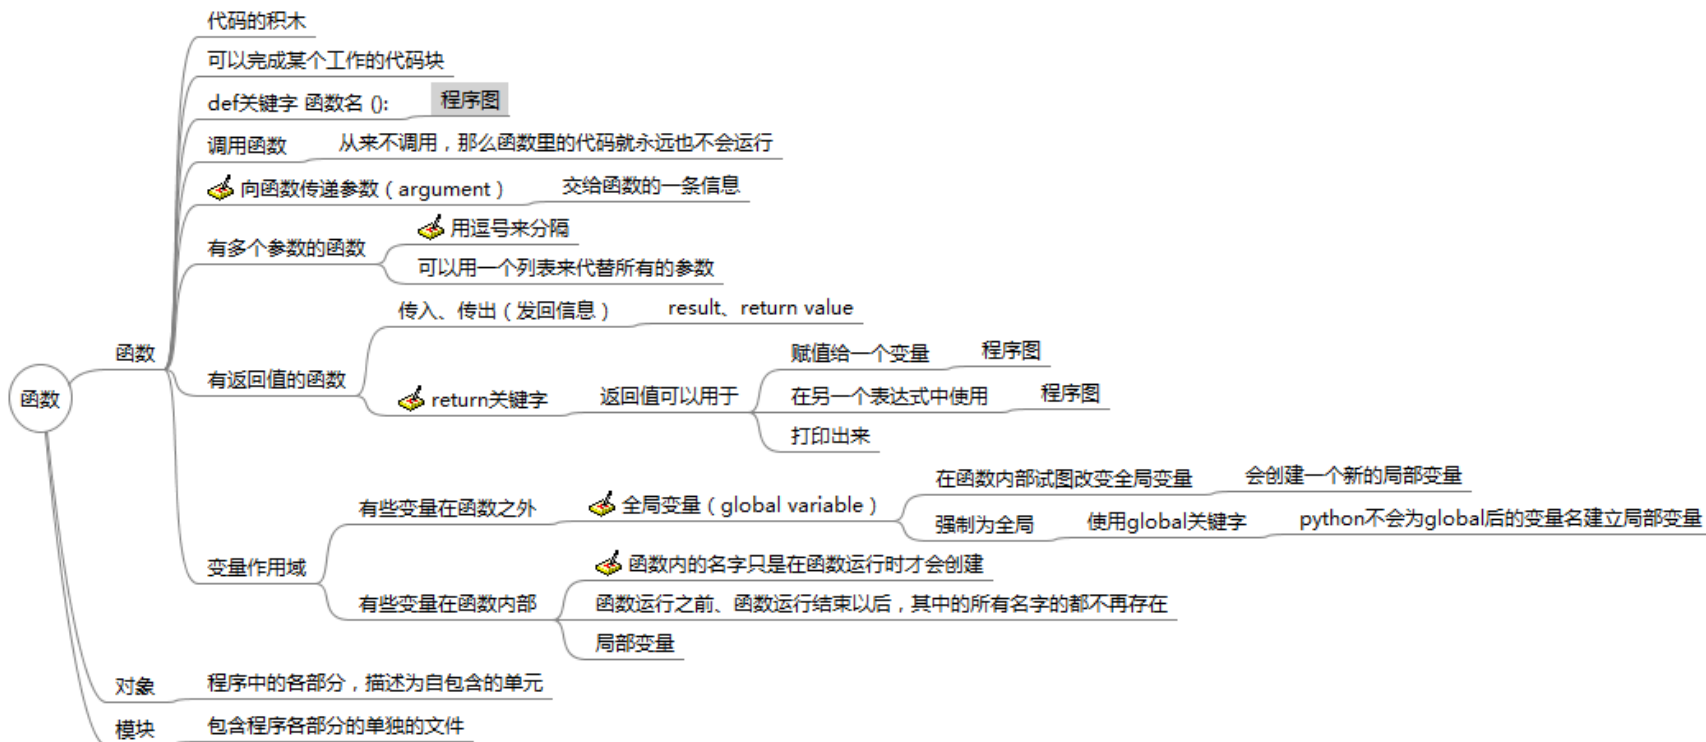 代码的积木
可以完成某个工作的代码块
def关键字 函数名 ():
程序图
调用函数
从来不调用，那么函数里的代码就永远也不会运行
向函数传递参数（argument）
交给函数的一条信息
有多个参数的函数
用逗号来分隔
可以用一个列表来代替所有的参数
函数
函数
有返回值的函数
传入、传出（发回信息）
result、return value
return关键字
返回值可以用于
赋值给一个变量
程序图
在另一个表达式中使用
程序图
打印出来
变量作用域
有些变量在函数之外
全局变量（global variable）
在函数内部试图改变全局变量
会创建一个新的局部变量
强制为全局
使用global关键字
python不会为global后的变量名建立局部变量
有些变量在函数内部
函数内的名字只是在函数运行时才会创建
函数运行之前、函数运行结束以后，其中的所有名字的都不再存在
局部变量
对象
程序中的各部分，描述为自包含的单元
模块
包含程序各部分的单独的文件